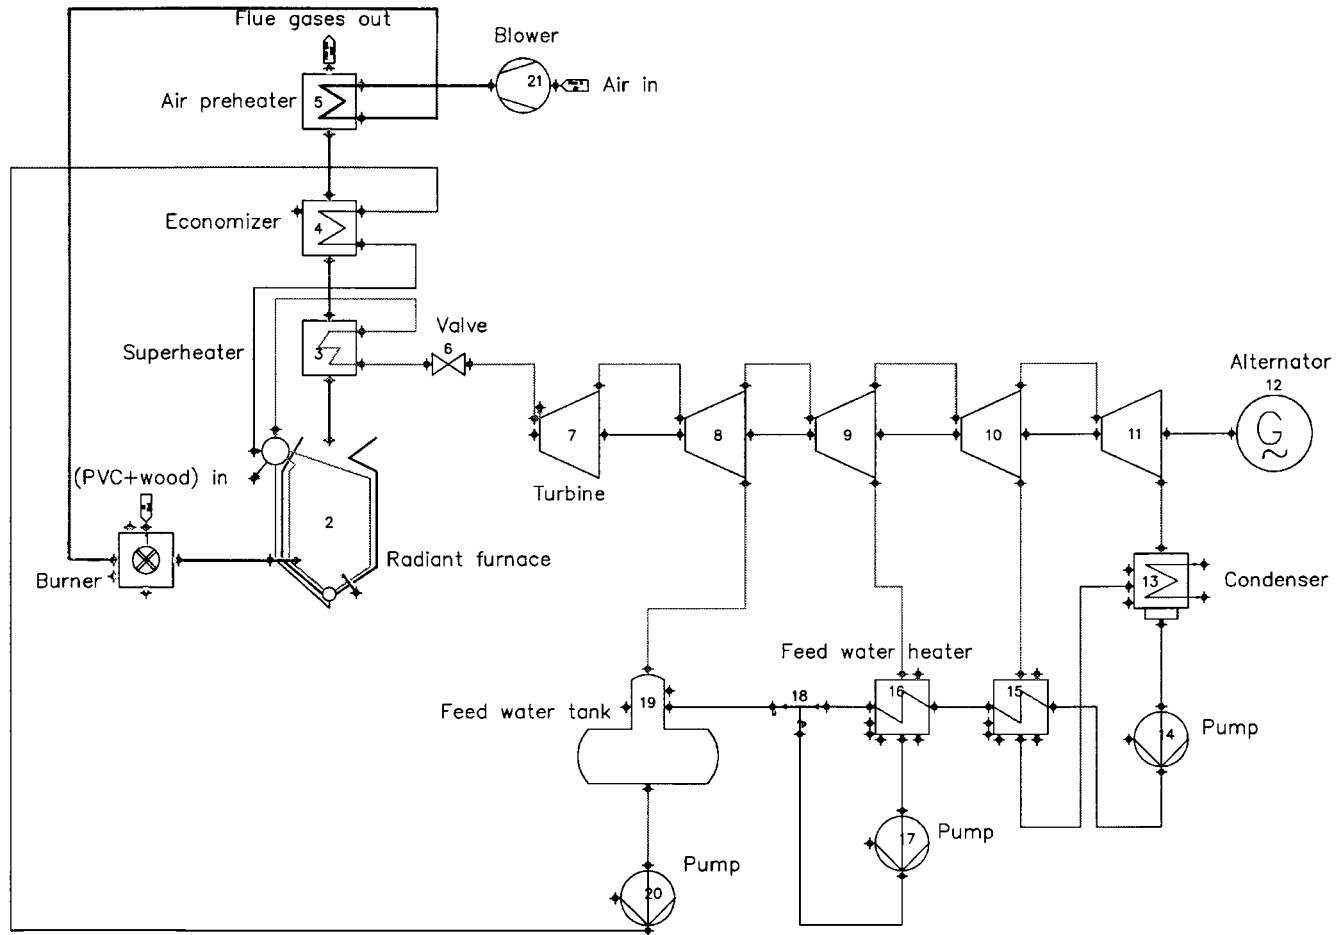 Flue gases out
Blower
21
Air in
Air preheater
5
Economizer
4
Superheater
3
Valve
6
Alternator
12
G
~
7
8
9
10
11
Turbine
(PVC+wood) in
2
Radiant furnace
Burner
13
Condenser
Feed water heater
16
15
18
19
Feed water tank
14
Pump
17
Pump
Pump
20